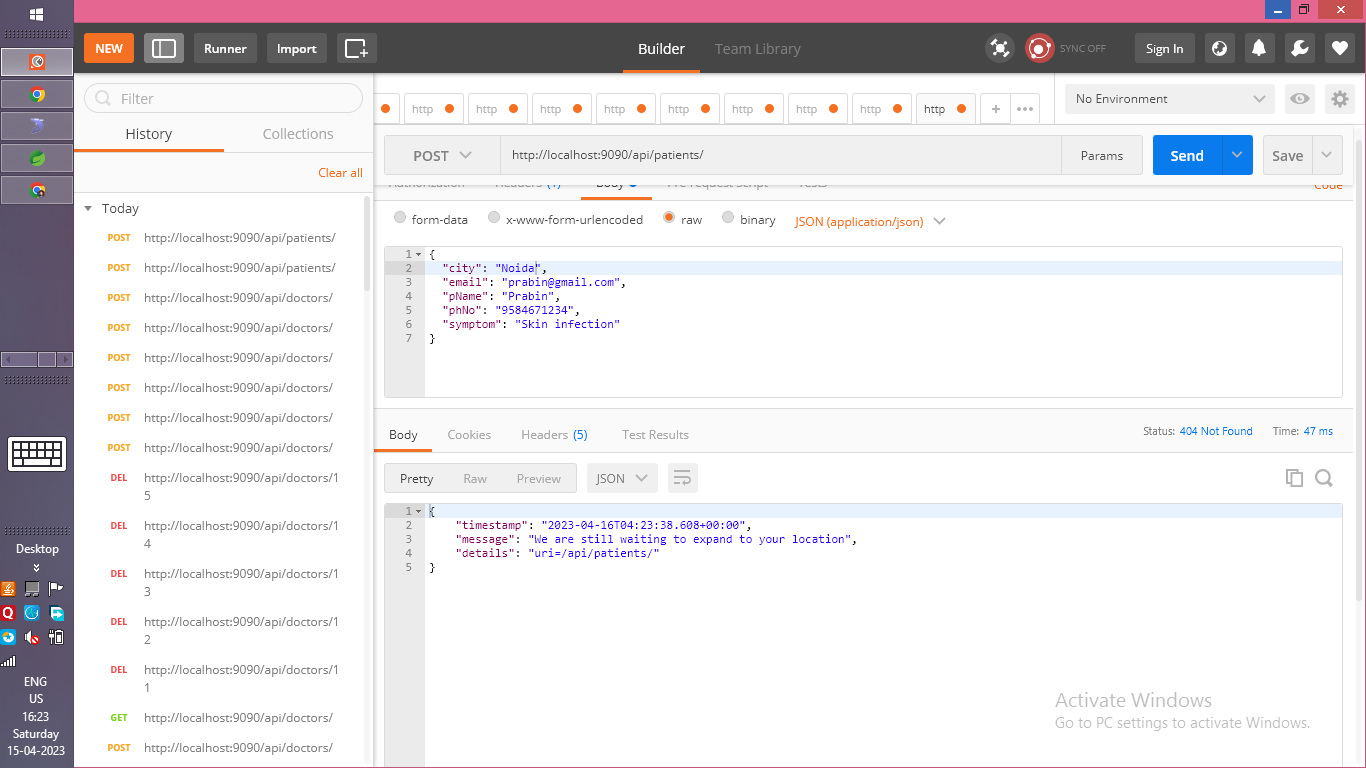 NEW
Runner
Import
Builder
Team Library
SYNC OFF
Sign In
Filter
History
Collections
Clear all
Today
POST http://localhost:9090/api/patients/
POST http://localhost:9090/api/patients/
POST http://localhost:9090/api/doctors/
POST http://localhost:9090/api/doctors/
POST http://localhost:9090/api/doctors/
POST http://localhost:9090/api/doctors/
POST http://localhost:9090/api/doctors/
POST http://localhost:9090/api/doctors/
DEL http://localhost:9090/api/doctors/1
5
DEL http://localhost:9090/api/doctors/1
4
DEL http://localhost:9090/api/doctors/1
3
DEL http://localhost:9090/api/doctors/1
2
DEL http://localhost:9090/api/doctors/1
1
GET http://localhost:9090/api/doctors/
POST http://localhost:9090/api/doctors/
http http http http http http http http http + •••
No Environment
POST
http://localhost:9090/api/patients/
Params
Send
Save
Authorization Headers (1) Body Pre-request Script Tests
Code
form-data x-www-form-urlencoded raw binary JSON (application/json)
1 {
2 "city": "Noida",
3 "email": "prabin@gmail.com",
4 "pName": "Prabin",
5 "phNo": "9584671234",
6 "symptom": "Skin infection"
7 }
Body Cookies Headers (5) Test Results
Status: 404 Not Found Time: 47 ms
Pretty Raw Preview JSON
1 {
2 "timestamp": "2023-04-16T04:23:38.608+00:00",
3 "message": "We are still waiting to expand to your location",
4 "details": "uri=/api/patients/"
5 }
Activate Windows
Go to PC settings to activate Windows.
Desktop
ENG
US
16:23
Saturday
15-04-2023